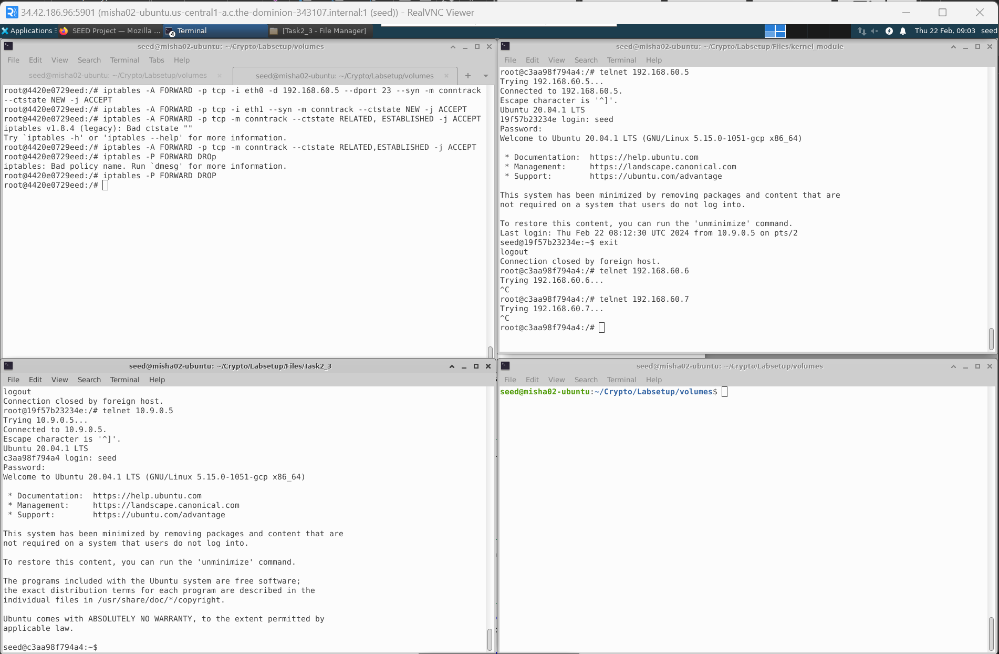 34.42.186.96:5901 (misha02-ubuntu.us-central1-a.c.the-dominion-343107.internal:1 (seed)) - RealVNC Viewer
Applications
SEED Project — Mozilla ...
4
Terminal
[Task2_3 - File Manager]
Thu 22 Feb, 09:03
seed
seed@misha02-ubuntu: ~/Crypto/Labsetup/volumes
File Edit View Search Terminal Tabs Help
seed@misha02-ubuntu: ~/Crypto/Labsetup/volumes
seed@misha02-ubuntu: ~/Crypto/Labsetup/volumes
root@4420e0729eed:/# iptables -A FORWARD -p tcp -i eth0 -d 192.168.60.5 --dport 23 --syn -m conntrack
--ctstate NEW -j ACCEPT
root@4420e0729eed:/# iptables -A FORWARD -p tcp -i eth1 --syn -m conntrack --ctstate NEW -j ACCEPT
root@4420e0729eed:/# iptables -A FORWARD -p tcp -m conntrack --ctstate RELATED, ESTABLISHED -j ACCEPT
iptables v1.8.4 (legacy): Bad ctstate ""
Try `iptables -h' or 'iptables --help' for more information.
root@4420e0729eed:/# iptables -A FORWARD -p tcp -m conntrack --ctstate RELATED,ESTABLISHED -j ACCEPT
root@4420e0729eed:/# iptables -P FORWARD DROp
iptables: Bad policy name. Run `dmesg' for more information.
root@4420e0729eed:/# iptables -P FORWARD DROP
root@4420e0729eed:/#
seed@misha02-ubuntu: ~/Crypto/Labsetup/Files/kernel_module
File Edit View Search Terminal Help
root@c3aa98f794a4:/# telnet 192.168.60.5
Trying 192.168.60.5...
Connected to 192.168.60.5.
Escape character is '^]'.
Ubuntu 20.04.1 LTS
19f57b23234e login: seed
Password:
Welcome to Ubuntu 20.04.1 LTS (GNU/Linux 5.15.0-1051-gcp x86_64)
* Documentation: https://help.ubuntu.com
* Management: https://landscape.canonical.com
* Support: https://ubuntu.com/advantage
This system has been minimized by removing packages and content that are
not required on a system that users do not log into.
To restore this content, you can run the 'unminimize' command.
Last login: Thu Feb 22 08:12:30 UTC 2024 from 10.9.0.5 on pts/2
seed@19f57b23234e:~$ exit
logout
Connection closed by foreign host.
root@c3aa98f794a4:/# telnet 192.168.60.6
Trying 192.168.60.6...
^C
root@c3aa98f794a4:/# telnet 192.168.60.7
Trying 192.168.60.7...
^C
root@c3aa98f794a4:/#
seed@misha02-ubuntu: ~/Crypto/Labsetup/Files/Task2_3
File Edit View Search Terminal Help
logout
Connection closed by foreign host.
root@19f57b23234e:/# telnet 10.9.0.5
Trying 10.9.0.5...
Connected to 10.9.0.5.
Escape character is '^]'.
Ubuntu 20.04.1 LTS
c3aa98f794a4 login: seed
Password:
Welcome to Ubuntu 20.04.1 LTS (GNU/Linux 5.15.0-1051-gcp x86_64)
* Documentation: https://help.ubuntu.com
* Management: https://landscape.canonical.com
* Support: https://ubuntu.com/advantage
This system has been minimized by removing packages and content that are
not required on a system that users do not log into.
To restore this content, you can run the 'unminimize' command.
The programs included with the Ubuntu system are free software;
the exact distribution terms for each program are described in the
individual files in /usr/share/doc/*/copyright.
Ubuntu comes with ABSOLUTELY NO WARRANTY, to the extent permitted by
applicable law.
seed@c3aa98f794a4:~$
seed@misha02-ubuntu: ~/Crypto/Labsetup/volumes
File Edit View Search Terminal Help
seed@misha02-ubuntu:~/Crypto/Labsetup/volumes$